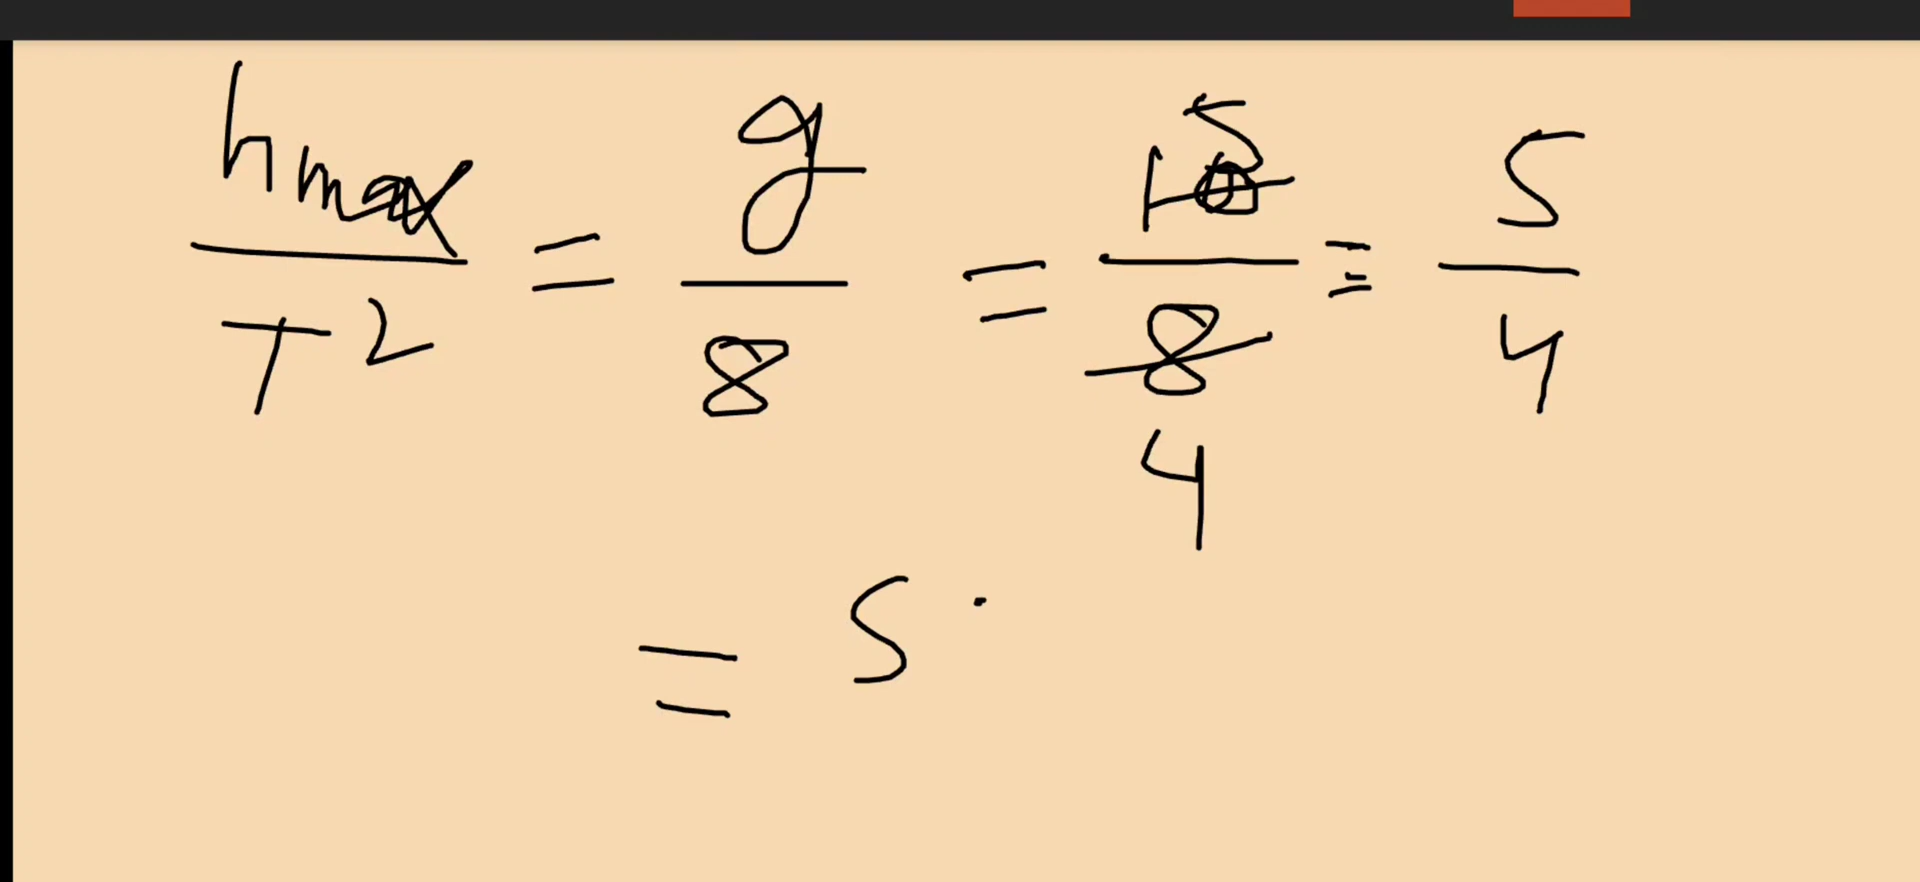 hmax / T² = g / 8 = 10 5 / 8 4 = 5 / 4
= 5 .